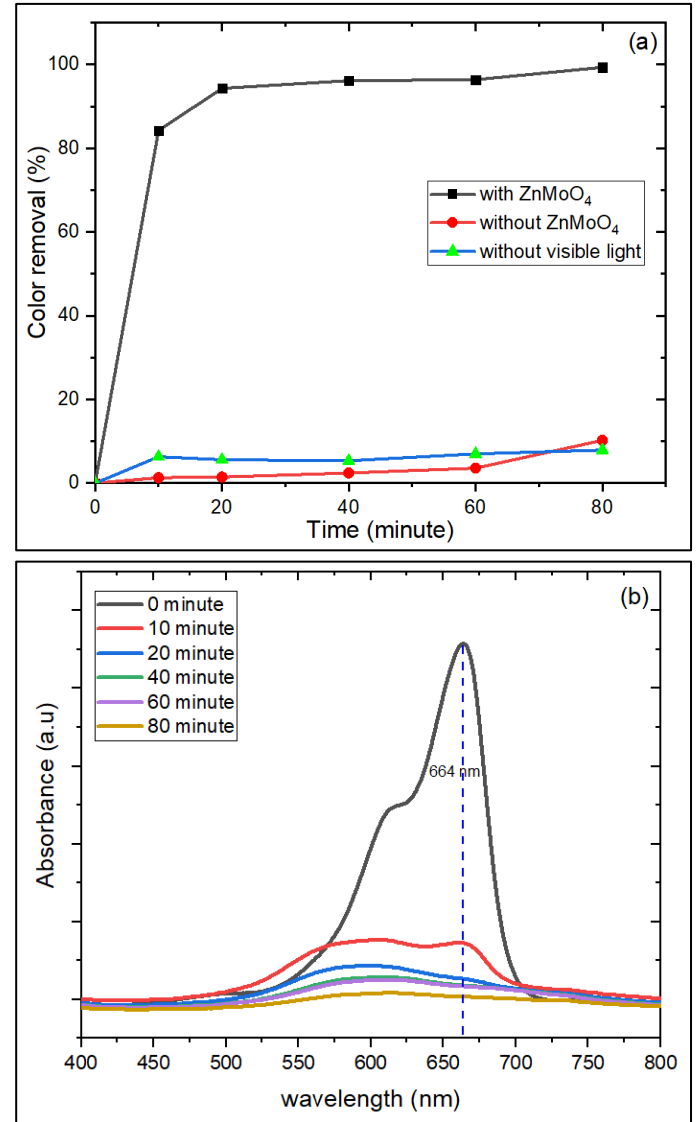 (a)
100
80
60
40
20
0
Color removal (%)
with ZnMoO₄
without ZnMoO₄
without visible light
0 20 40 60 80
Time (minute)
(b)
0 minute
10 minute
20 minute
40 minute
60 minute
80 minute
664 nm
Absorbance (a.u)
400 450 500 550 600 650 700 750 800
wavelength (nm)